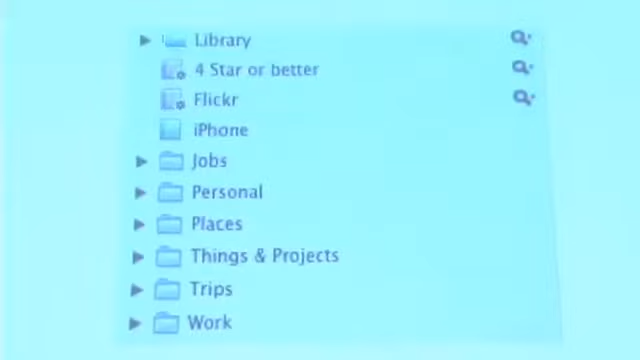 Library
4 Star or better
Flickr
iPhone
Jobs
Personal
Places
Things & Projects
Trips
Work